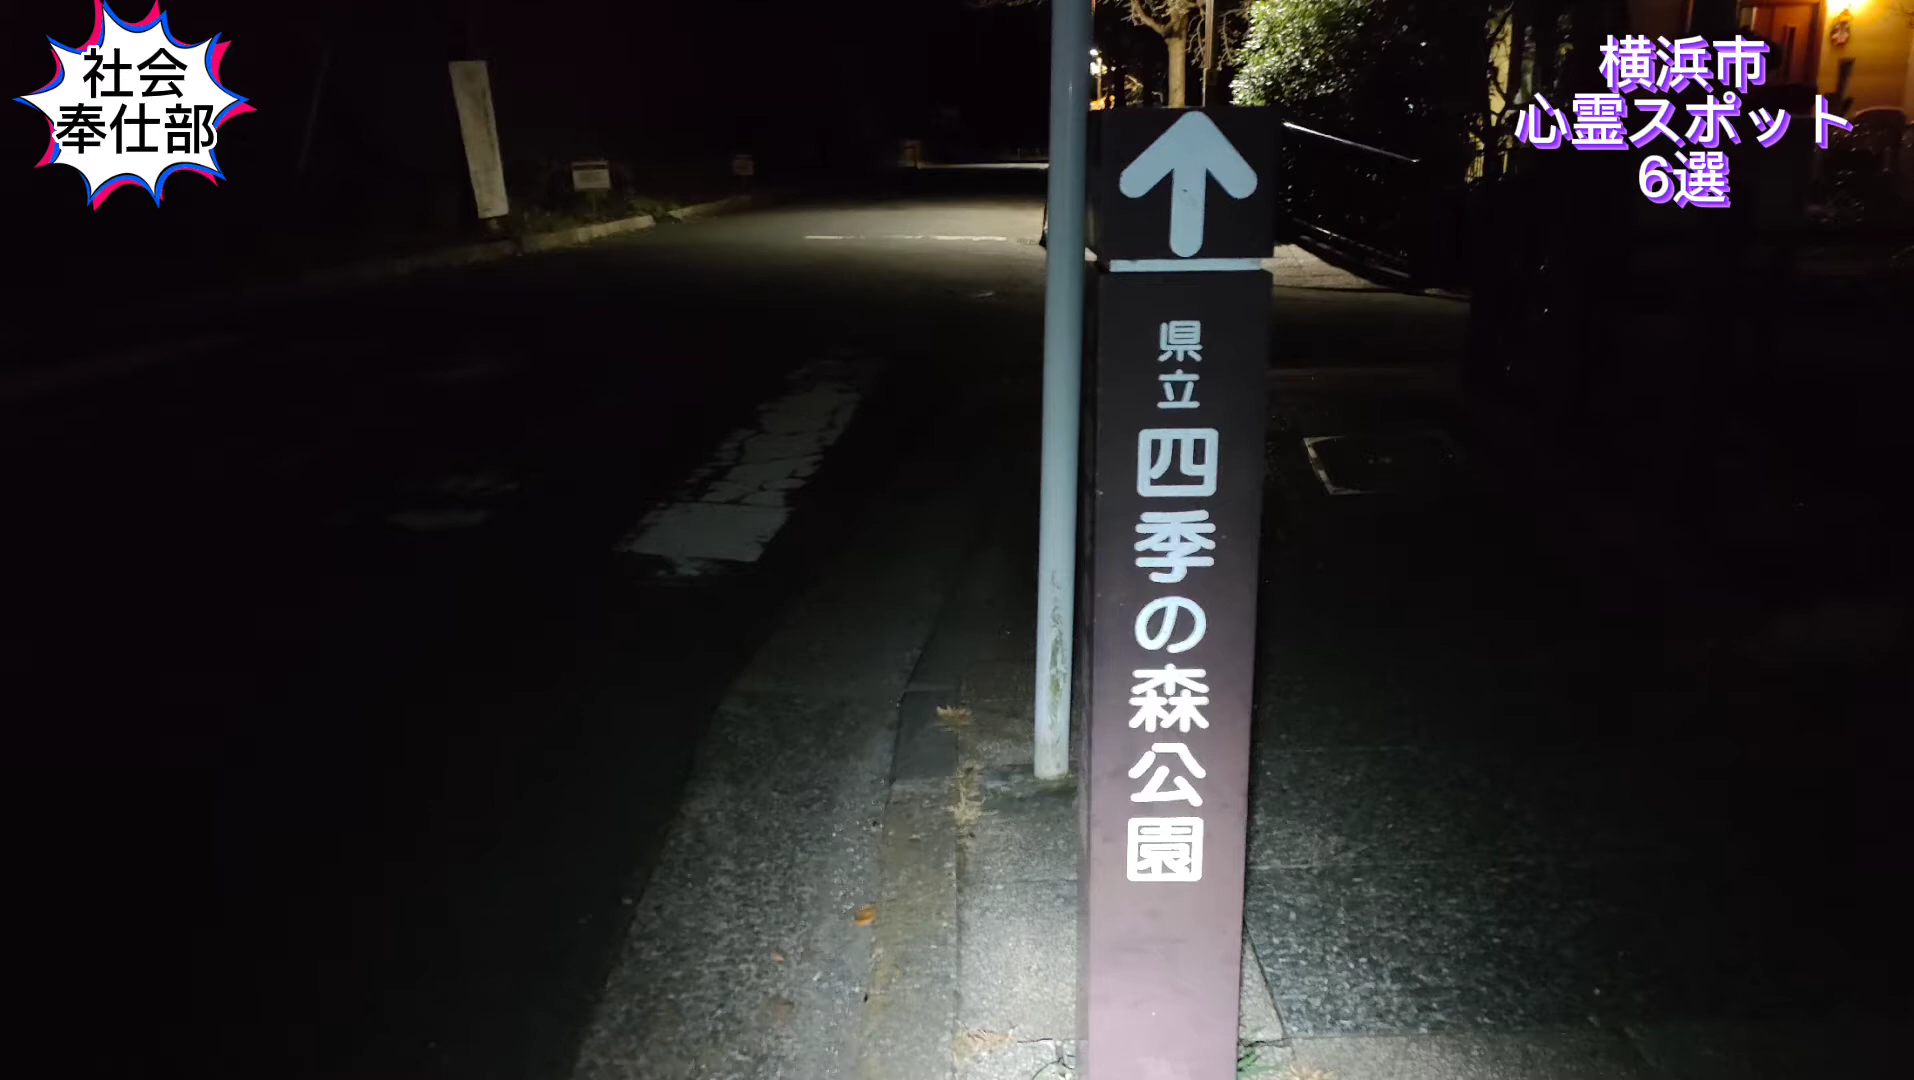 社会
奉仕部
横浜市
心霊スポット
6選
県立四季の森公園